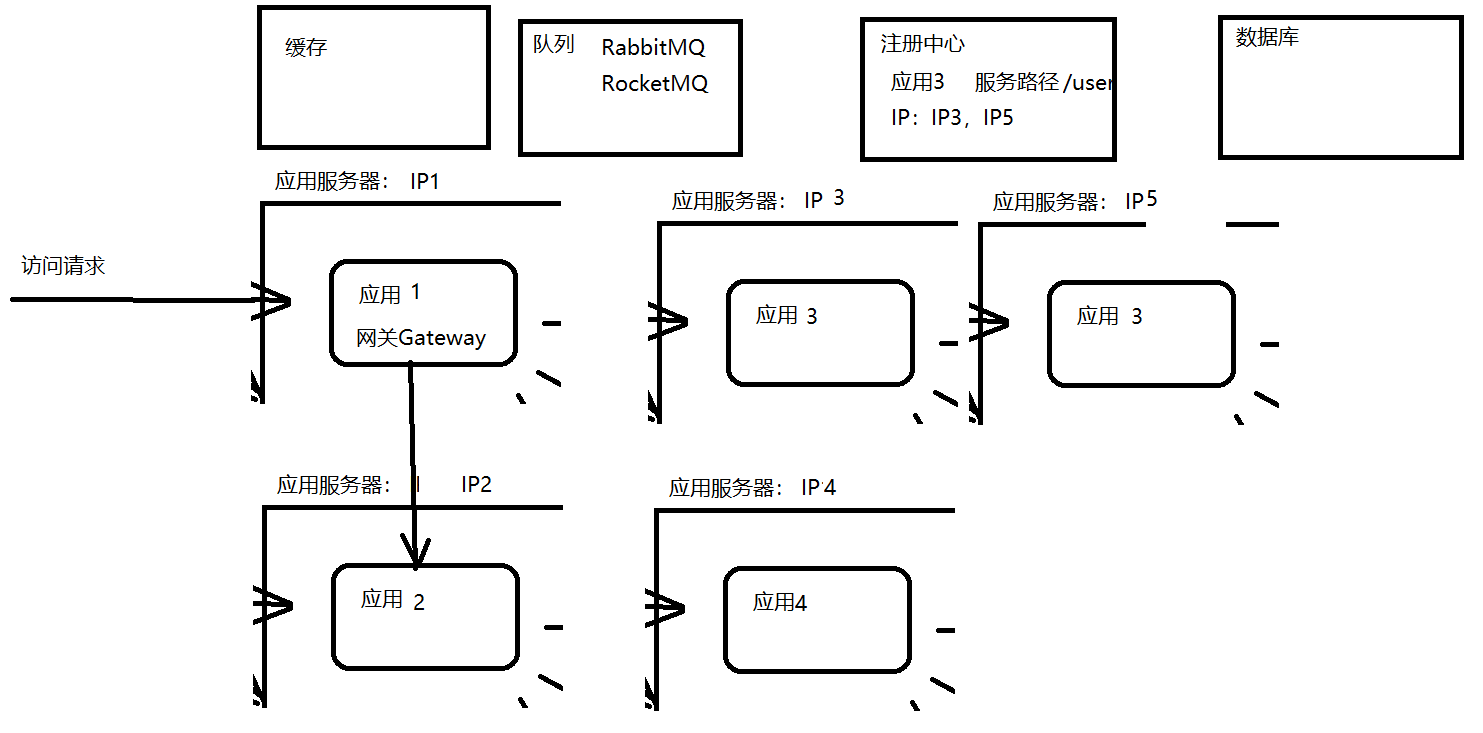 缓存
队列 RabbitMQ
RocketMQ
注册中心
应用3 服务路径 /user
IP：IP3，IP5
数据库
应用服务器： IP1
应用服务器： IP 3
应用服务器： IP5
访问请求
应用 1
网关Gateway
应用 3
应用 3
应用服务器： IP2
应用服务器： IP4
应用 2
应用4